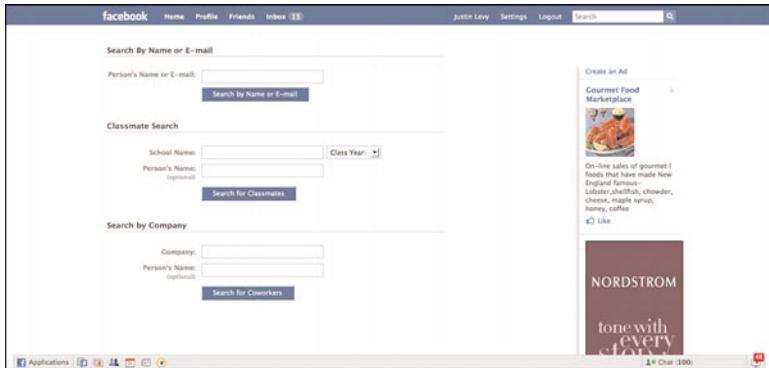 facebook Home Profile Friends Inbox 15 Justin Levy Settings Logout Search
Search By Name or E-mail
Person's Name or E-mail:
Search by Name or E-mail
Classmate Search
School Name: Class Year:
Person's Name:
(optional)
Search for Classmates
Search by Company
Company:
Person's Name:
(optional)
Search for Coworkers
Create an Ad
Gourmet Food x
Marketplace
On-line sales of gourmet l
foods that have made New
England famous-
Lobster,shellfish, chowder,
cheese, maple syrup,
honey, coffee
Like
NORDSTROM
tone with
every
Applications Chat (100)